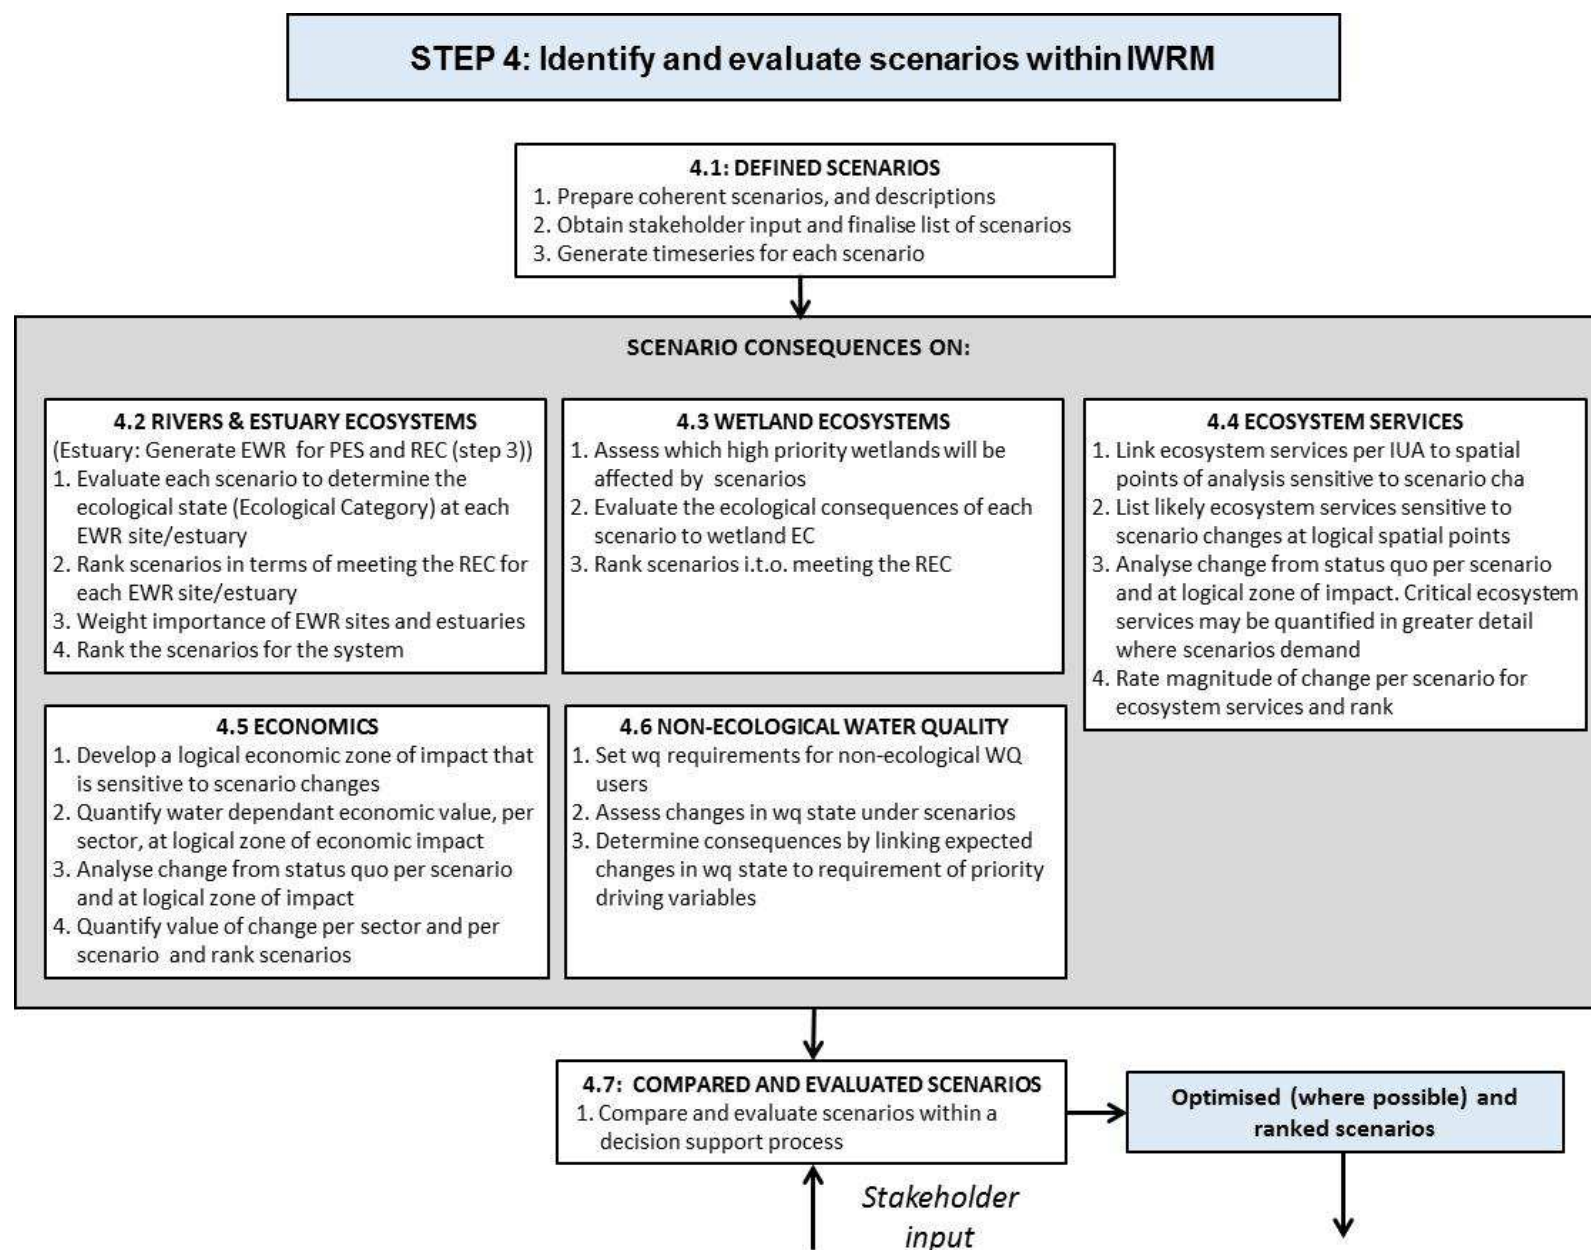 STEP 4: Identify and evaluate scenarios within IWRM
4.1: DEFINED SCENARIOS
1. Prepare coherent scenarios, and descriptions
2. Obtain stakeholder input and finalise list of scenarios
3. Generate timeseries for each scenario
SCENARIO CONSEQUENCES ON:
4.2 RIVERS & ESTUARY ECOSYSTEMS
(Estuary: Generate EWR for PES and REC (step 3))
1. Evaluate each scenario to determine the
ecological state (Ecological Category) at each
EWR site/estuary
2. Rank scenarios in terms of meeting the REC for
each EWR site/estuary
3. Weight importance of EWR sites and estuaries
4. Rank the scenarios for the system
4.3 WETLAND ECOSYSTEMS
1. Assess which high priority wetlands will be
affected by scenarios
2. Evaluate the ecological consequences of each
scenario to wetland EC
3. Rank scenarios i.t.o. meeting the REC
4.4 ECOSYSTEM SERVICES
1. Link ecosystem services per IUA to spatial
points of analysis sensitive to scenario cha
2. List likely ecosystem services sensitive to
scenario changes at logical spatial points
3. Analyse change from status quo per scenario
and at logical zone of impact. Critical ecosystem
services may be quantified in greater detail
where scenarios demand
4. Rate magnitude of change per scenario for
ecosystem services and rank
4.5 ECONOMICS
1. Develop a logical economic zone of impact that
is sensitive to scenario changes
2. Quantify water dependant economic value, per
sector, at logical zone of economic impact
3. Analyse change from status quo per scenario
and at logical zone of impact
4. Quantify value of change per sector and per
scenario and rank scenarios
4.6 NON-ECOLOGICAL WATER QUALITY
1. Set wq requirements for non-ecological WQ
users
2. Assess changes in wq state under scenarios
3. Determine consequences by linking expected
changes in wq state to requirement of priority
driving variables
4.7: COMPARED AND EVALUATED SCENARIOS
1. Compare and evaluate scenarios within a
decision support process
Optimised (where possible) and
ranked scenarios
Stakeholder
input